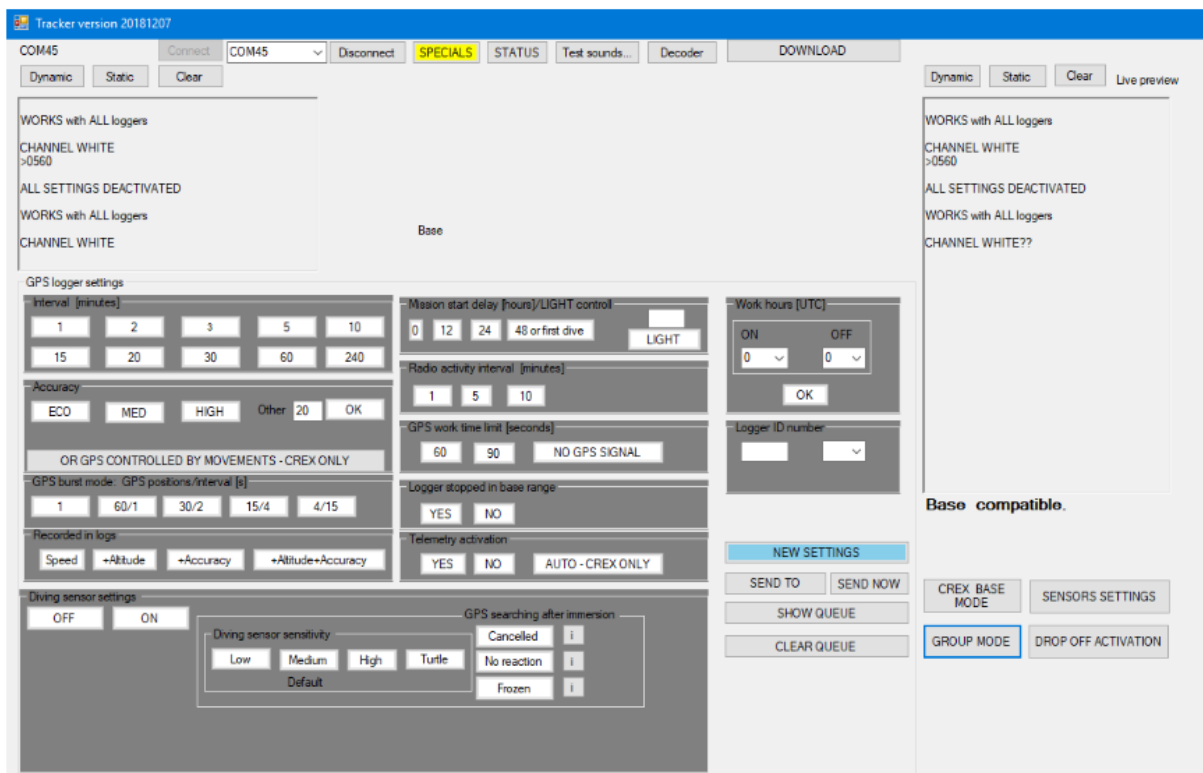 Tracker version 20181207
COM45 Connect COM45 Disconnect SPECIALS STATUS Test sounds... Decoder DOWNLOAD
Dynamic Static Clear
Dynamic Static Clear Live preview
WORKS with ALL loggers
CHANNEL WHITE
>0560
ALL SETTINGS DEACTIVATED
WORKS with ALL loggers
CHANNEL WHITE
Base
WORKS with ALL loggers
CHANNEL WHITE
>0560
ALL SETTINGS DEACTIVATED
WORKS with ALL loggers
CHANNEL WHITE??
GPS logger settings
Interval [minutes]
1 2 3 5 10
15 20 30 60 240
Accuracy
ECO MED HIGH Other 20 OK
OR GPS CONTROLLED BY MOVEMENTS - CREX ONLY
GPS burst mode: GPS positions/interval [s]
1 60/1 30/2 15/4 4/15
Recorded in logs
Speed +Altitude +Accuracy +Altitude+Accuracy
Mission start delay [hours]/LIGHT controll
0 12 24 48 or first dive LIGHT
Radio activity interval [minutes]
1 5 10
GPS work time limit [seconds]
60 90 NO GPS SIGNAL
Logger stopped in base range
YES NO
Telemetry activation
YES NO AUTO - CREX ONLY
Work hours [UTC]
ON OFF
0 0
OK
Logger ID number
Base compatible.
NEW SETTINGS
SEND TO SEND NOW
SHOW QUEUE
CLEAR QUEUE
CREX BASE
MODE
SENSORS SETTINGS
GROUP MODE DROP OFF ACTIVATION
Diving sensor settings
OFF ON
Diving sensor sensitivity
Low Medium High Turtle
Default
GPS searching after immersion
Cancelled i
No reaction i
Frozen i